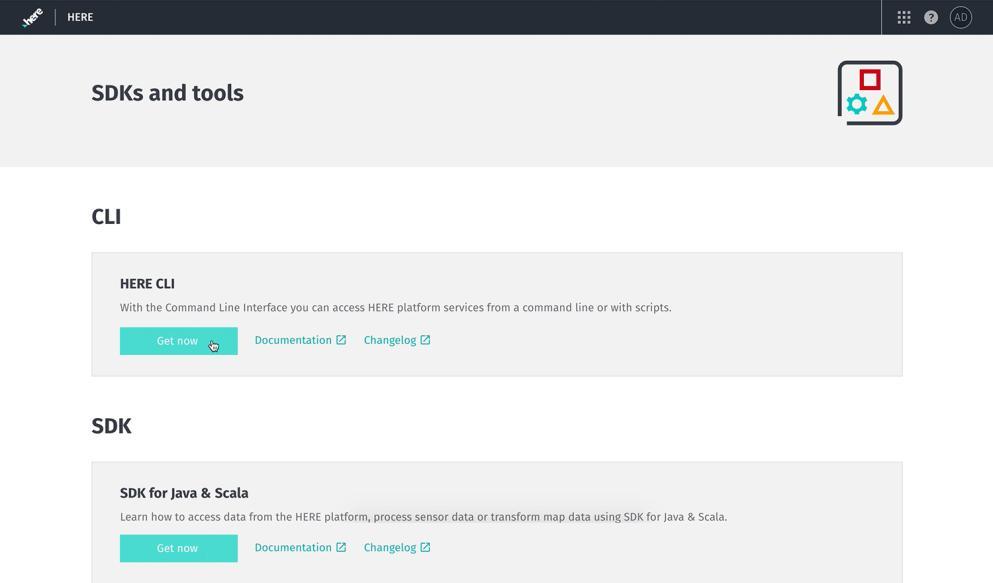 here
HERE
?
AD
SDKs and tools
CLI
HERE CLI
With the Command Line Interface you can access HERE platform services from a command line or with scripts.
Get now
Documentation
Changelog
SDK
SDK for Java & Scala
Learn how to access data from the HERE platform, process sensor data or transform map data using SDK for Java & Scala.
Get now
Documentation
Changelog